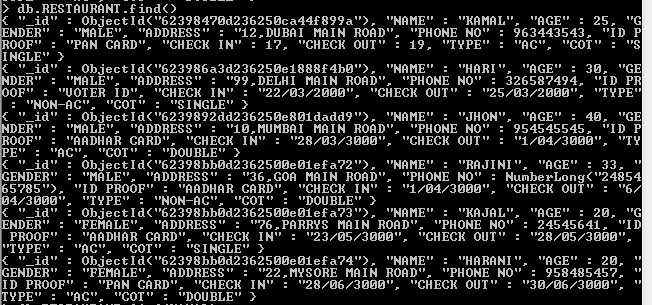 > db.RESTAURANT.find()
{ "_id" : ObjectId("62398470d236250ca44f899a"), "NAME" : "KAMAL", "AGE" : 25, "G
ENDER" : "MALE", "ADDRESS" : "12,DUBAI MAIN ROAD", "PHONE NO" : 963443543, "ID P
ROOF" : "PAN CARD", "CHECK IN" : 17, "CHECK OUT" : 19, "TYPE" : "AC", "COT" : "S
INGLE" }
{ "_id" : ObjectId("623986a3d236250e1888f4b0"), "NAME" : "HARI", "AGE" : 30, "GE
NDER" : "MALE", "ADDRESS" : "99,DELHI MAIN ROAD", "PHONE NO" : 326587494, "ID PR
OOF" : "VOTER ID", "CHECK IN" : "22/03/2000", "CHECK OUT" : "25/03/2000", "TYPE"
 : "NON-AC", "COT" : "SINGLE" }
{ "_id" : ObjectId("6239892dd236250e801dadd9"), "NAME" : "JHON", "AGE" : 40, "GE
NDER" : "MALE", "ADDRESS" : "10,MUMBAI MAIN ROAD", "PHONE NO" : 954545545, "ID P
ROOF" : "AADHAR CARD", "CHECK IN" : "28/03/3000", "CHECK OUT" : "1/04/3000", "TY
PE" : "AC", "COT" : "DOUBLE" }
{ "_id" : ObjectId("62398bb0d236250e01efa72"), "NAME" : "RAJINI", "AGE" : 33, "
GENDER" : "MALE", "ADDRESS" : "36,GOA MAIN ROAD", "PHONE NO" : NumberLong("24854
65785"), "ID PROOF" : "AADHAR CARD", "CHECK IN" : "1/04/3000", "CHECK OUT" : "6/
04/3000", "TYPE" : "NON-AC", "COT" : "DOUBLE" }
{ "_id" : ObjectId("62398bb0d236250e01efa73"), "NAME" : "KAJAL", "AGE" : 20, "G
ENDER" : "FEMALE", "ADDRESS" : "76,PARRYS MAIN ROAD", "PHONE NO" : 24545641, "ID
 PROOF" : "AADHAR CARD", "CHECK IN" : "23/05/3000", "CHECK OUT" : "28/05/3000",
"TYPE" : "AC", "COT" : "SINGLE" }
{ "_id" : ObjectId("62398bb0d236250e01efa74"), "NAME" : "HARANI", "AGE" : 20, "
GENDER" : "FEMALE", "ADDRESS" : "22,MYSORE MAIN ROAD", "PHONE NO" : 958485457, "
ID PROOF" : "AADHAR CARD", "CHECK IN" : "28/06/3000", "CHECK OUT" : "30/06/3000",
"TYPE" : "AC", "COT" : "DOUBLE" }